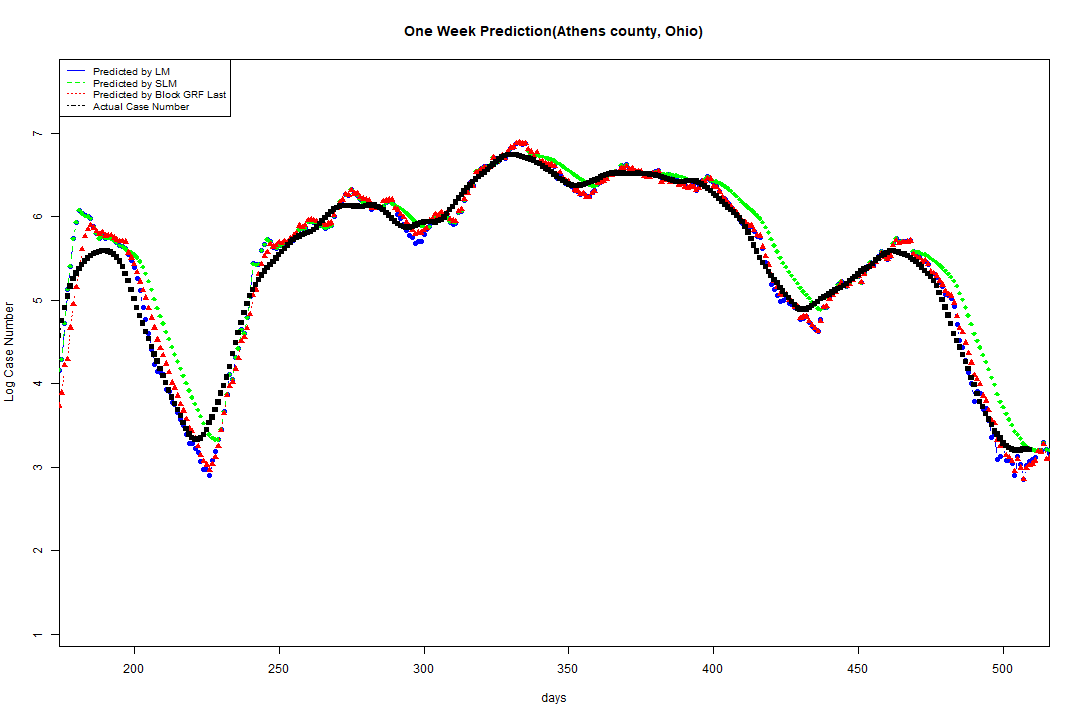 One Week Prediction(Athens county, Ohio)
Predicted by LM
Predicted by SLM
Predicted by Block GRF Last
Actual Case Number
7
6
5
4
3
2
1
Log Case Number
200 250 300 350 400 450 500
days